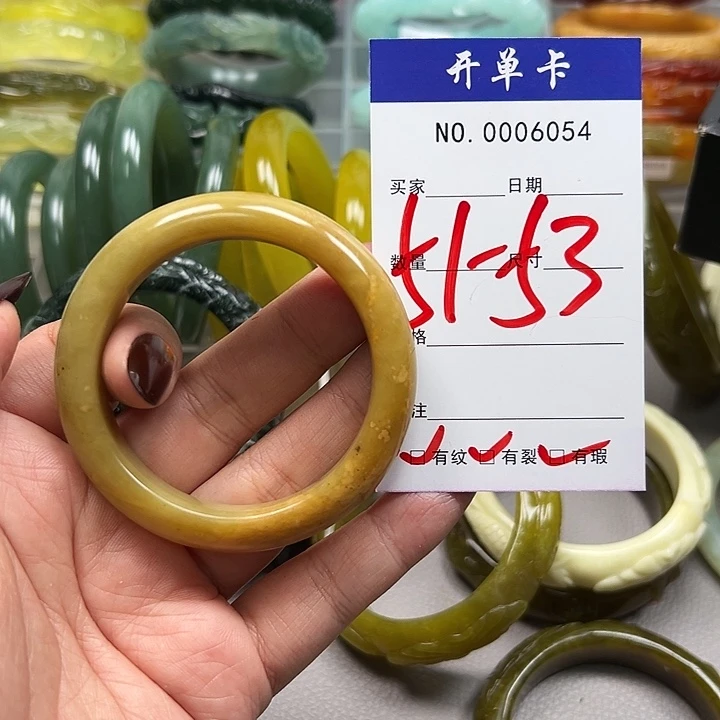 开单卡
NO. 0006054
买家 日期
数量 尺寸
51-53
格
注
有纹 有裂 有瑕